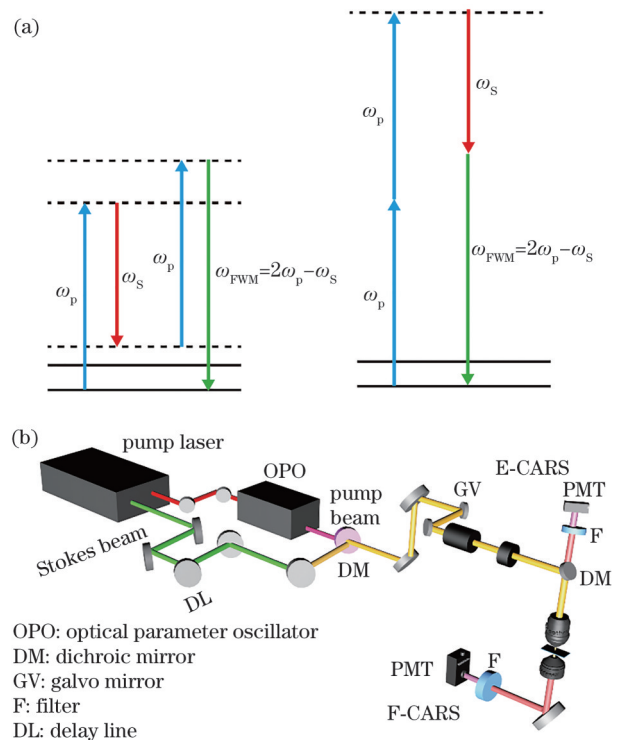 (a)
ω_S
ω_p
ω_p
ω_S
ω_p
ω_FWM=2ω_p−ω_S
ω_FWM=2ω_p−ω_S
ω_p
(b)
pump laser
OPO
pump
beam
Stokes beam
DL
DM
GV
E-CARS
PMT
F
DM
PMT
F
F-CARS
OPO: optical parameter oscillator
DM: dichroic mirror
GV: galvo mirror
F: filter
DL: delay line